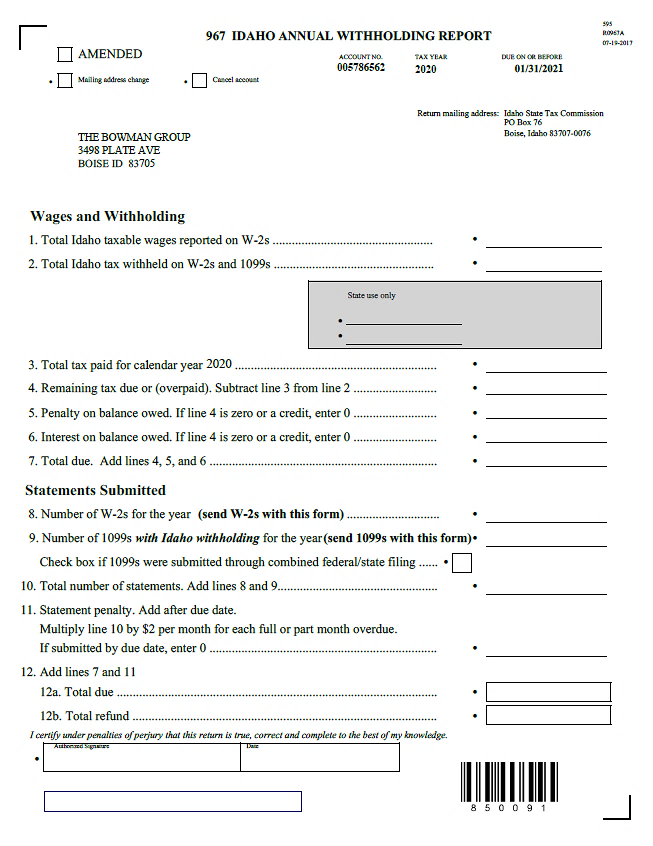 595
R0967A
07-19-2017
967 IDAHO ANNUAL WITHHOLDING REPORT
AMENDED
Mailing address change
Cancel account
ACCOUNT NO.
005786562
TAX YEAR
2020
DUE ON OR BEFORE
01/31/2021
Return mailing address: Idaho State Tax Commission
PO Box 76
Boise, Idaho 83707-0076
THE BOWMAN GROUP
3498 PLATE AVE
BOISE ID 83705
Wages and Withholding
1. Total Idaho taxable wages reported on W-2s
2. Total Idaho tax withheld on W-2s and 1099s
State use only
3. Total tax paid for calendar year 2020
4. Remaining tax due or (overpaid). Subtract line 3 from line 2
5. Penalty on balance owed. If line 4 is zero or a credit, enter 0
6. Interest on balance owed. If line 4 is zero or a credit, enter 0
7. Total due. Add lines 4, 5, and 6
Statements Submitted
8. Number of W-2s for the year (send W-2s with this form)
9. Number of 1099s with Idaho withholding for the year (send 1099s with this form)
Check box if 1099s were submitted through combined federal/state filing
10. Total number of statements. Add lines 8 and 9
11. Statement penalty. Add after due date.
Multiply line 10 by $2 per month for each full or part month overdue.
If submitted by due date, enter 0
12. Add lines 7 and 11
12a. Total due
12b. Total refund
I certify under penalties of perjury that this return is true, correct and complete to the best of my knowledge.
Authorized Signature
Date
850091